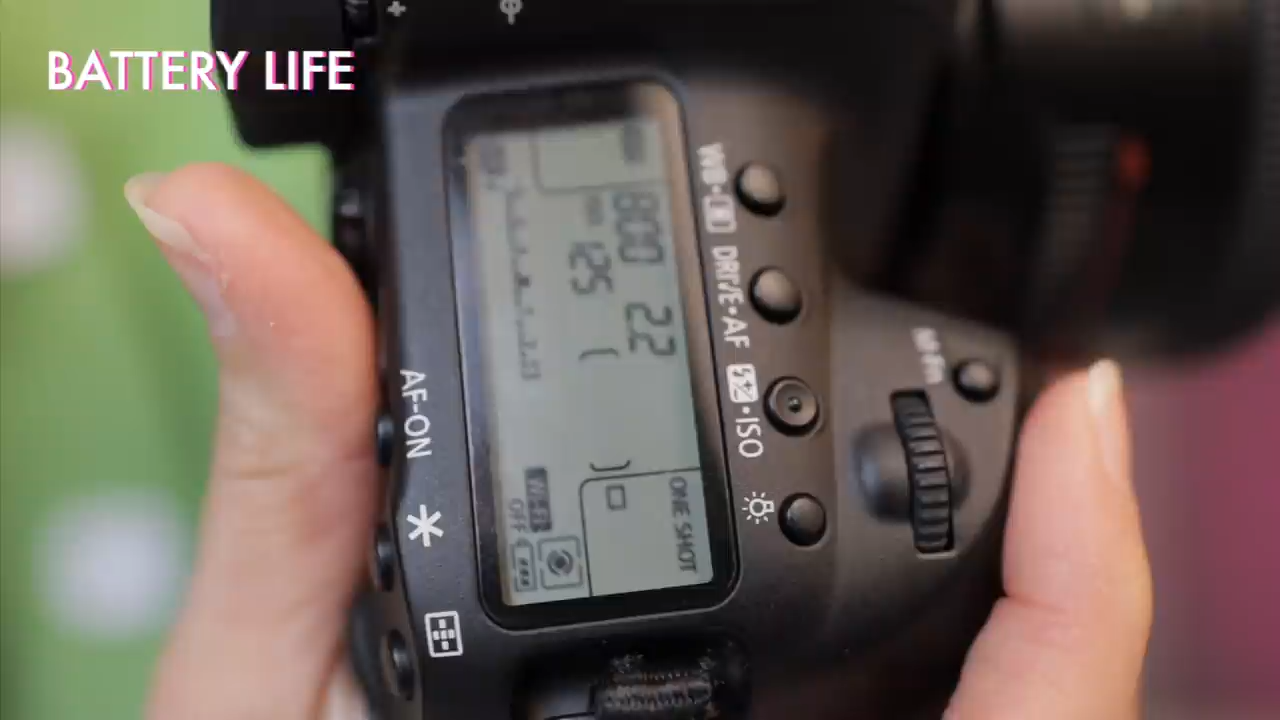 BATTERY LIFE
WB•
DRIVE•AF
•ISO
AF-ON
800 2.2
125
ONE SHOT
OFF